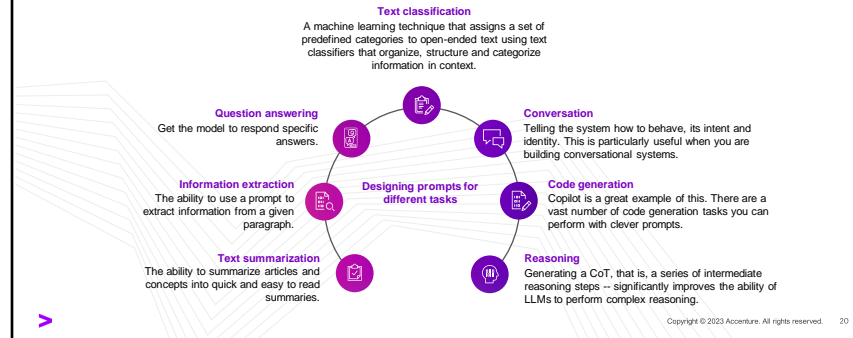 Text classification
A machine learning technique that assigns a set of
predefined categories to open-ended text using text
classifiers that organize, structure and categorize
information in context.
Question answering
Get the model to respond specific
answers.
Conversation
Telling the system how to behave, its intent and
identity. This is particularly useful when you are
building conversational systems.
Information extraction
The ability to use a prompt to
extract information from a given
paragraph.
Designing prompts for
different tasks
Code generation
Copilot is a great example of this. There are a
vast number of code generation tasks you can
perform with clever prompts.
Text summarization
The ability to summarize articles and
concepts into quick and easy to read
summaries.
Reasoning
Generating a CoT, that is, a series of intermediate
reasoning steps -- significantly improves the ability of
LLMs to perform complex reasoning.
Copyright © 2023 Accenture. All rights reserved. 20